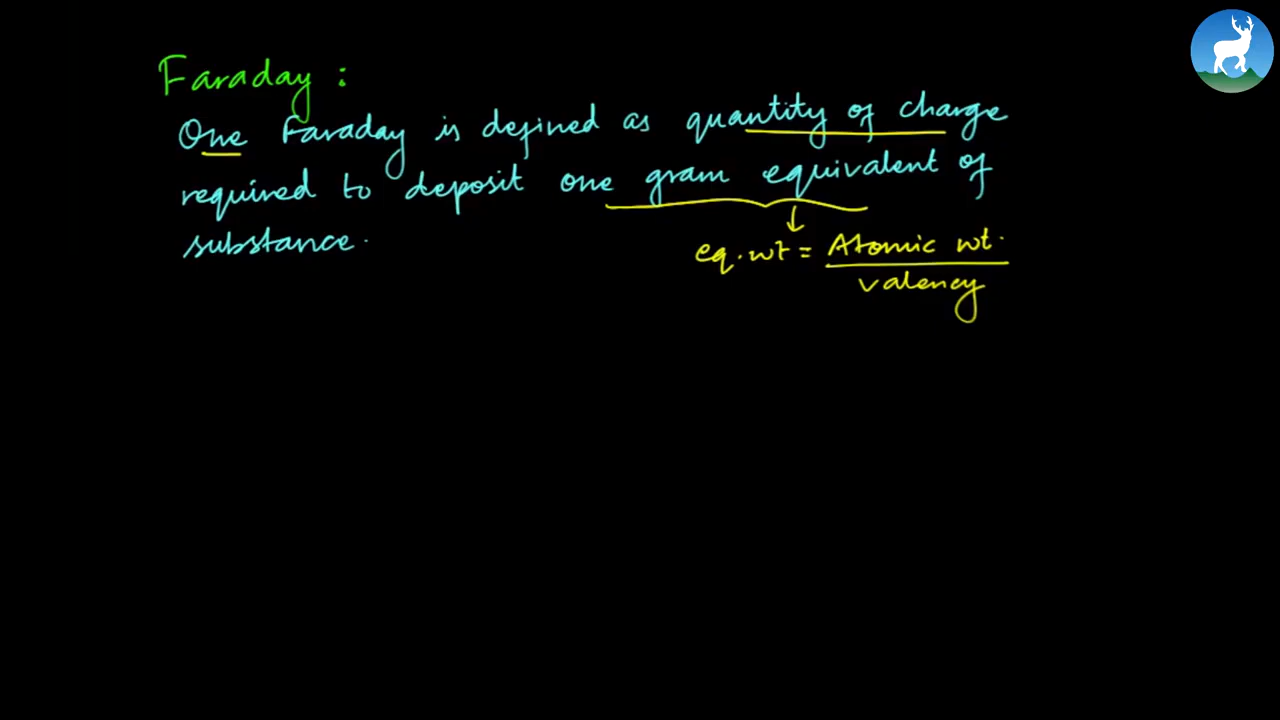 Faraday :
One Faraday is defined as quantity of charge
required to deposit one gram equivalent of
substance.
eq. wt = Atomic wt.
valency